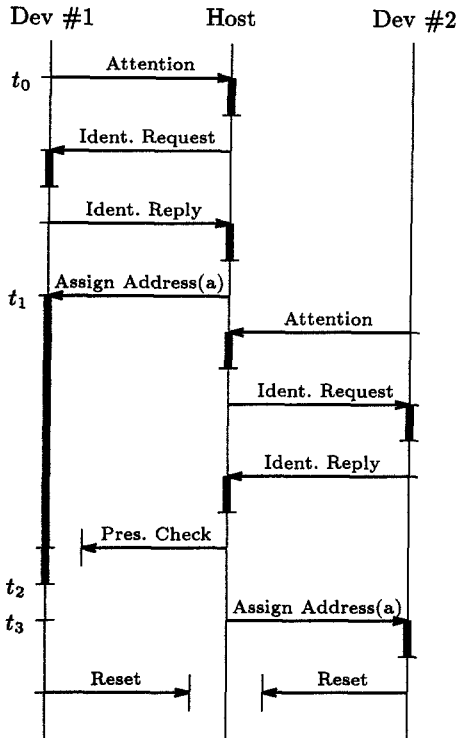 Dev #1 Host Dev #2
Attention
t₀
Ident. Request
Ident. Reply
Assign Address(a)
t₁
Attention
Ident. Request
Ident. Reply
Pres. Check
t₂
Assign Address(a)
t₃
Reset Reset